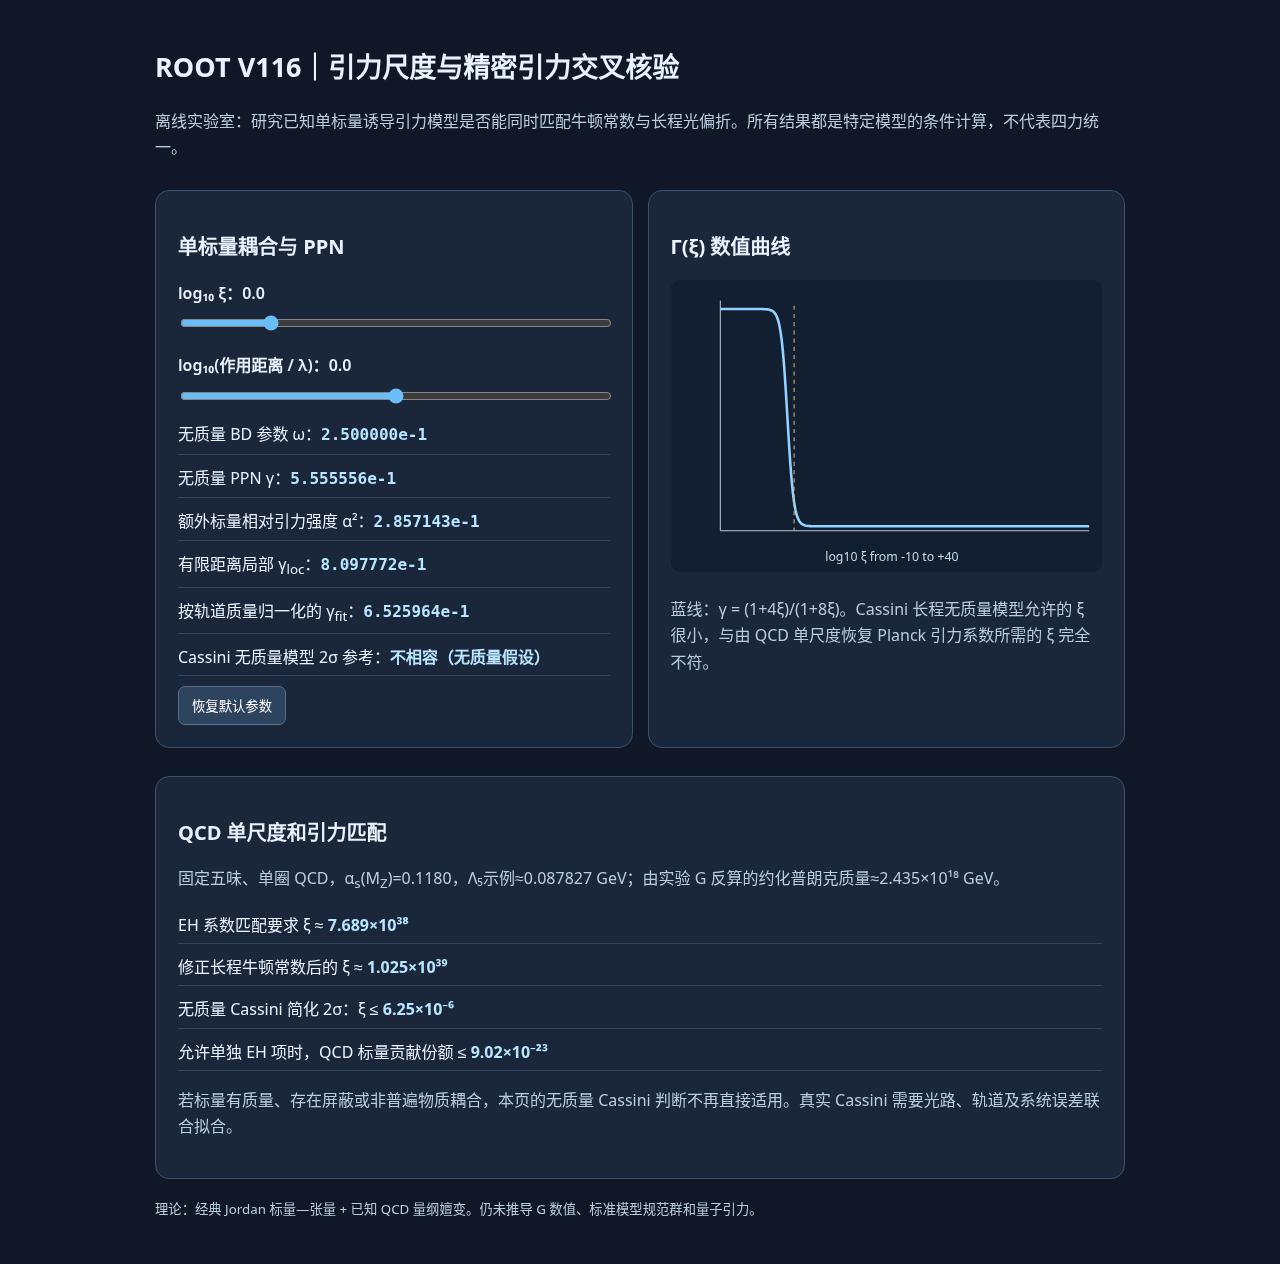 ROOT V116｜引力尺度与精密引力交叉核验
离线实验室：研究已知单标量诱导引力模型是否能同时匹配牛顿常数与长程光偏折。所有结果都是特定模型的条件计算，不代表四力统
一。
单标量耦合与 PPN
log₁₀ ξ：0.0
log₁₀(作用距离 / λ)：0.0
无质量 BD 参数 ω：2.500000e-1
无质量 PPN γ：5.555556e-1
额外标量相对引力强度 α²：2.857143e-1
有限距离局部 γloc：8.097772e-1
按轨道质量归一化的 γfit：6.525964e-1
Cassini 无质量模型 2σ 参考：不相容（无质量假设）
恢复默认参数
Γ(ξ) 数值曲线
log10 ξ from -10 to +40
蓝线：γ = (1+4ξ)/(1+8ξ)。Cassini 长程无质量模型允许的 ξ
很小，与由 QCD 单尺度恢复 Planck 引力系数所需的 ξ 完全
不符。
QCD 单尺度和引力匹配
固定五味、单圈 QCD，αs(MZ)=0.1180，Λ₅示例≈0.087827 GeV；由实验 G 反算的约化普朗克质量≈2.435×10¹⁸ GeV。
EH 系数匹配要求 ξ ≈ 7.689×10³⁸
修正长程牛顿常数后的 ξ ≈ 1.025×10³⁹
无质量 Cassini 简化 2σ：ξ ≤ 6.25×10⁻⁶
允许单独 EH 项时，QCD 标量贡献份额 ≤ 9.02×10⁻²³
若标量有质量、存在屏蔽或非普遍物质耦合，本页的无质量 Cassini 判断不再直接适用。真实 Cassini 需要光路、轨道及系统误差联
合拟合。
理论：经典 Jordan 标量—张量 + 已知 QCD 量纲嬗变。仍未推导 G 数值、标准模型规范群和量子引力。